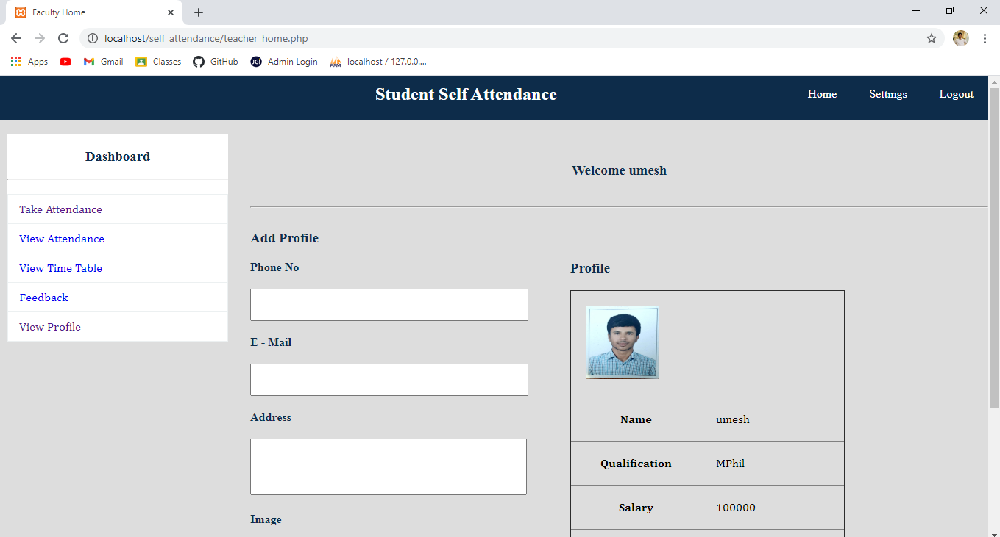 Faculty Home
localhost/self_attendance/teacher_home.php
Apps Gmail Classes GitHub JGI Admin Login PMA localhost / 127.0.0....
Student Self Attendance
Home Settings Logout
Dashboard
Take Attendance
View Attendance
View Time Table
Feedback
View Profile
Welcome umesh
Add Profile
Phone No
E - Mail
Address
Image
Profile
Name umesh
Qualification MPhil
Salary 100000